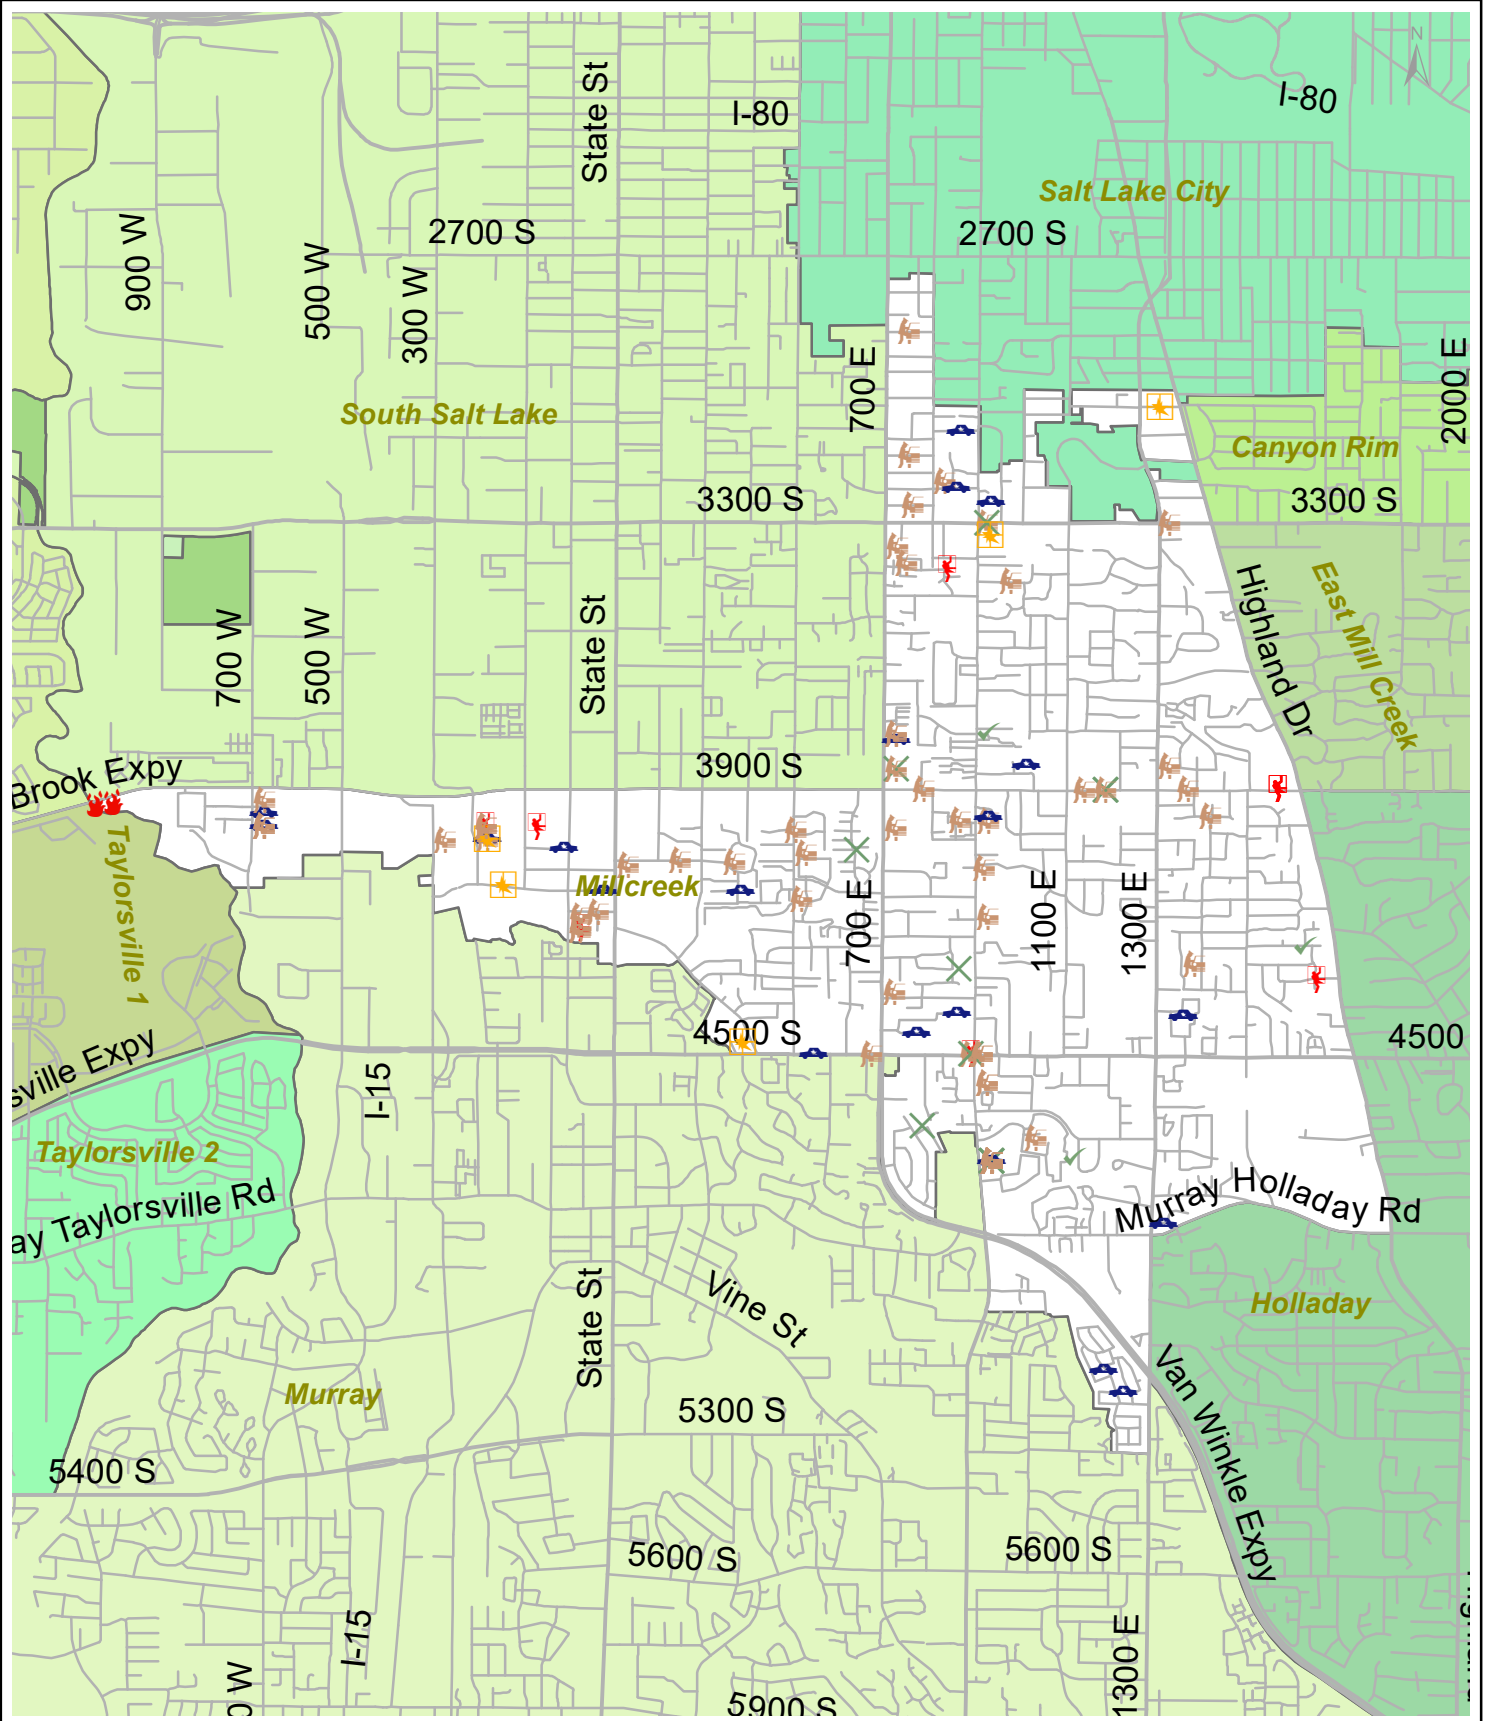 N
I-80
State St
I-80
Salt Lake City
900 W
2700 S
2700 S
500 W
300 W
700 E
2000 E
South Salt Lake
Canyon Rim
3300 S
3300 S
Highland Dr
East Mill Creek
700 W
500 W
State St
Brook Expy
3900 S
Taylorsville 1
Millcreek
700 E
1100 E
1300 E
4500 S
4500
sville Expy
I-15
Taylorsville 2
ay Taylorsville Rd
Murray Holladay Rd
Vine St
State St
Holladay
Murray
5300 S
Van Winkle Expy
5400 S
5600 S
5600 S
I-15
1300 E
0 W
5900 S